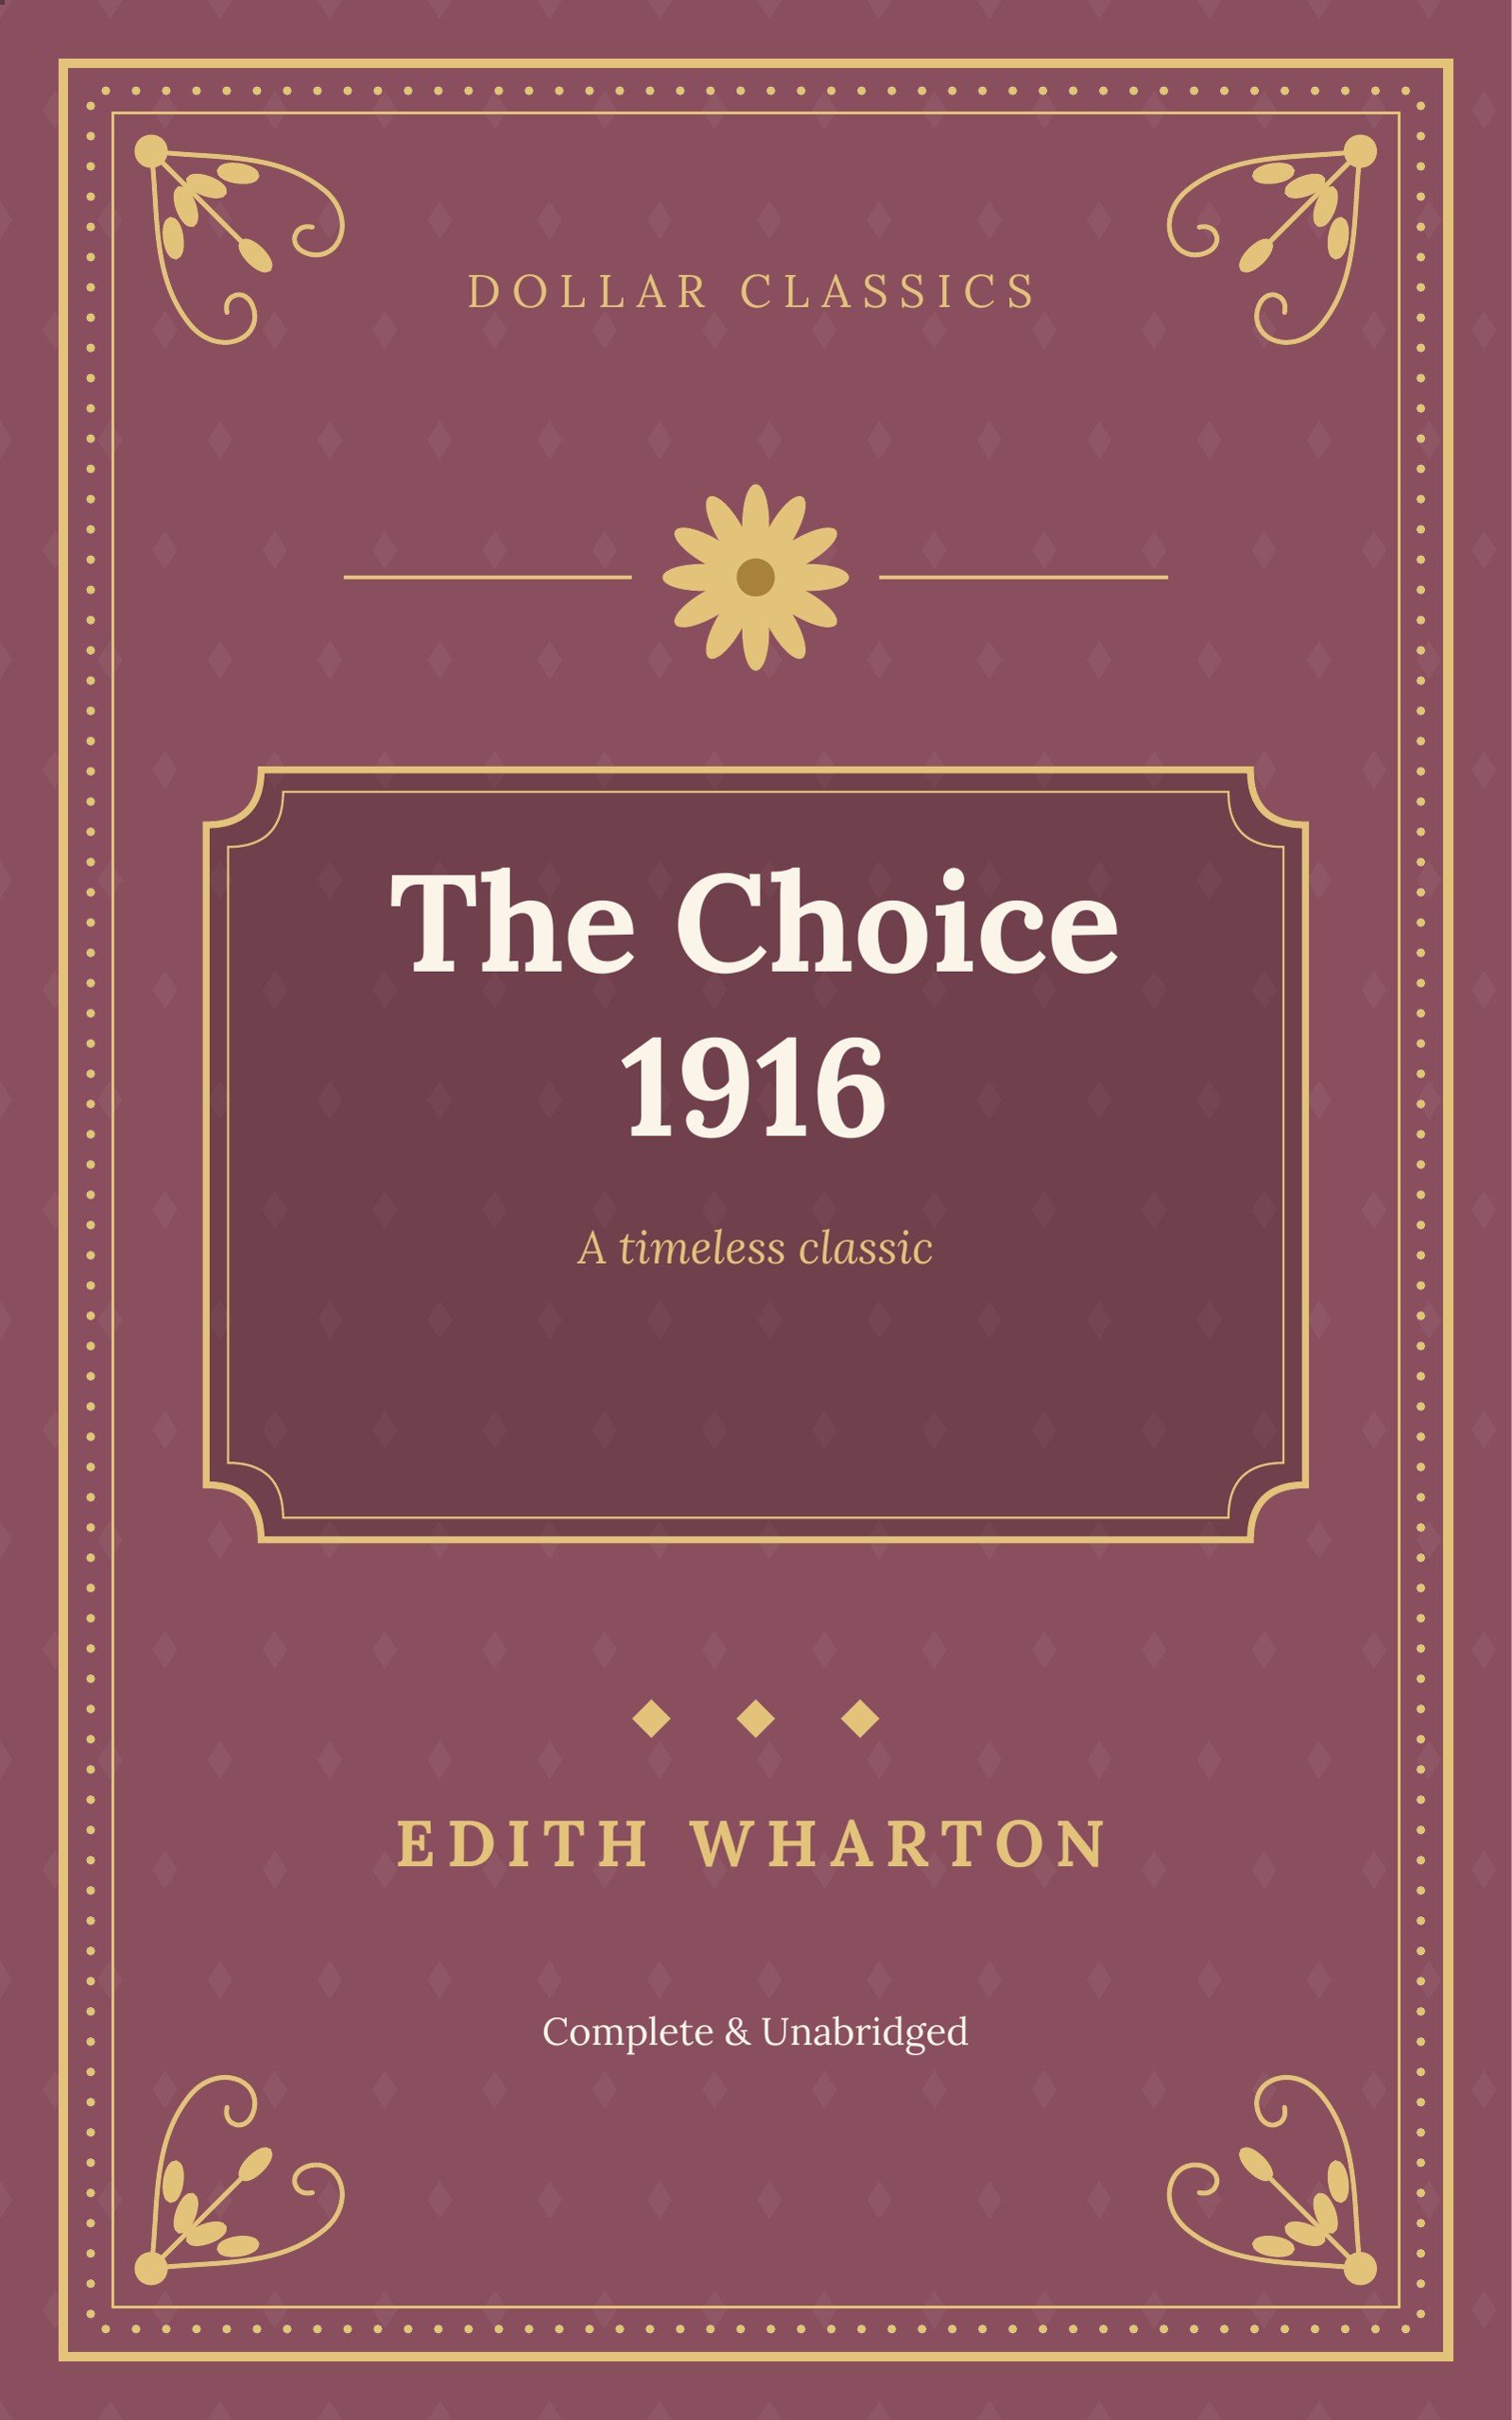 DOLLAR CLASSICS
The Choice
1916
A timeless classic
EDITH WHARTON
Complete & Unabridged